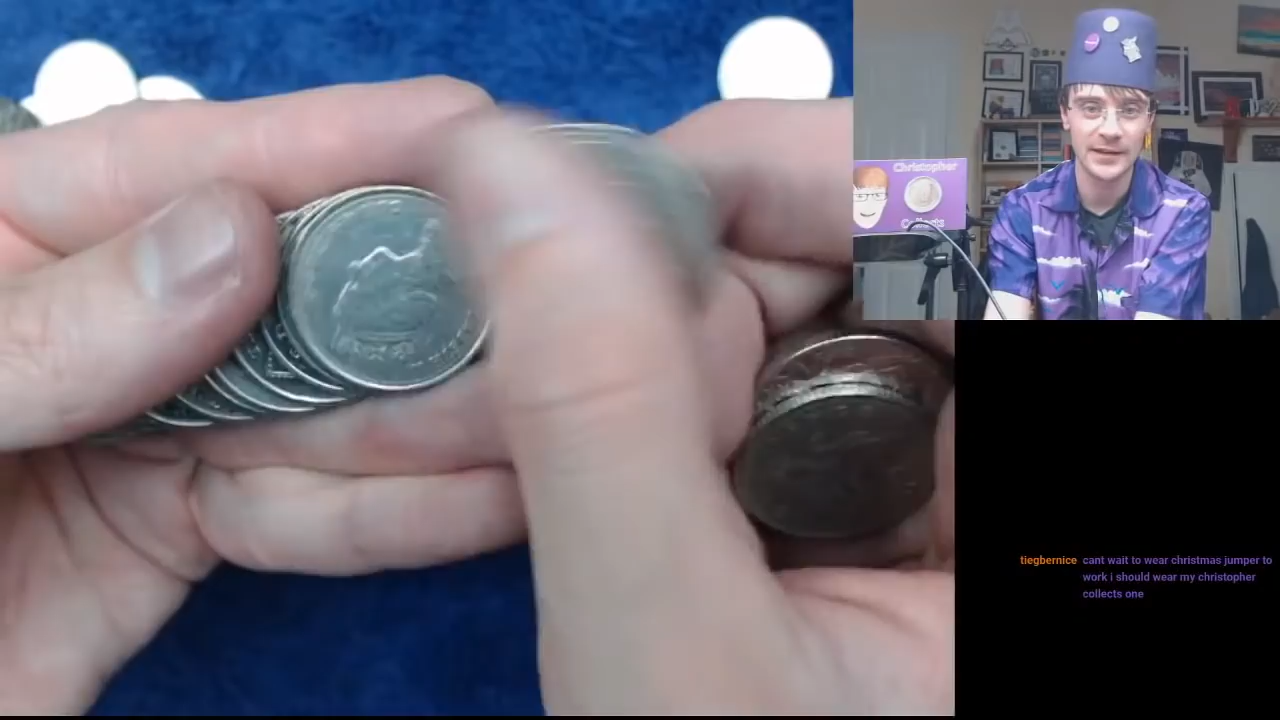 Christopher
Collects
tiegbernice cant wait to wear christmas jumper to
work i should wear my christopher
collects one